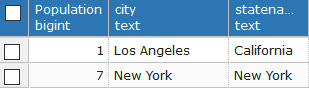 Population city statena...
bigint text text
1 Los Angeles California
7 New York New York